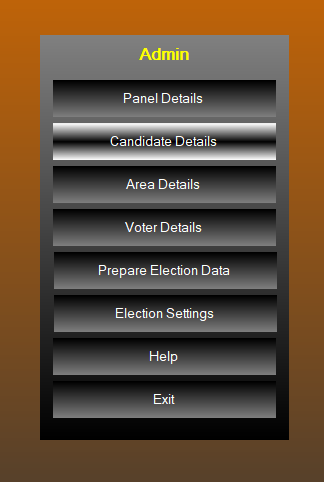 Admin
Panel Details
Candidate Details
Area Details
Voter Details
Prepare Election Data
Election Settings
Help
Exit